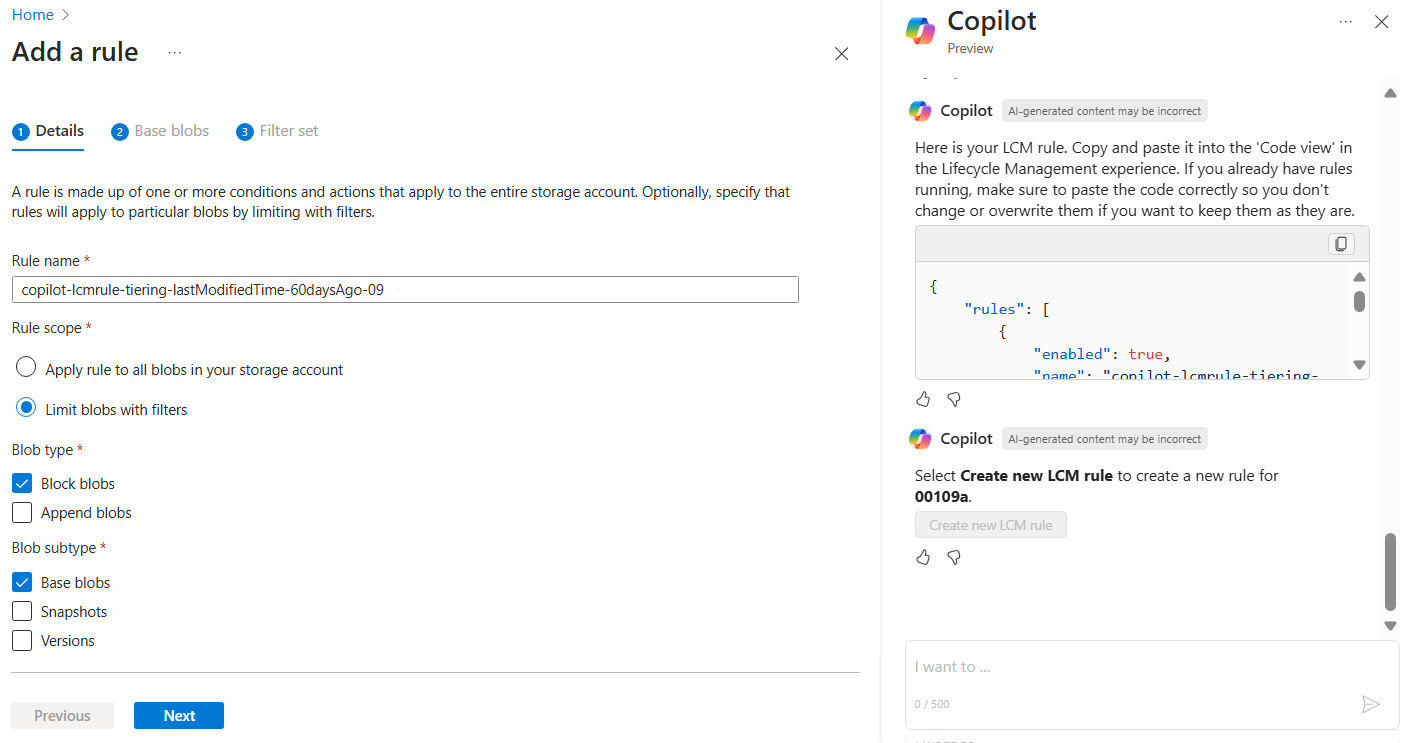 Home
Add a rule
...
1 Details
2 Base blobs
3 Filter set
A rule is made up of one or more conditions and actions that apply to the entire storage account. Optionally, specify that
rules will apply to particular blobs by limiting with filters.
Rule name *
copilot-lcmrule-tiering-lastModifiedTime-60daysAgo-09
Rule scope *
Apply rule to all blobs in your storage account
Limit blobs with filters
Blob type *
Block blobs
Append blobs
Blob subtype *
Base blobs
Snapshots
Versions
Previous
Next
Copilot
...
Preview
Copilot AI-generated content may be incorrect
Here is your LCM rule. Copy and paste it into the 'Code view' in
the Lifecycle Management experience. If you already have rules
running, make sure to paste the code correctly so you don't
change or overwrite them if you want to keep them as they are.
{
"rules": [
{
"enabled": true,
"name": "copilot-lcmrule-tiering-
Copilot AI-generated content may be incorrect
Select Create new LCM rule to create a new rule for
00109a.
Create new LCM rule
I want to ...
0 / 500